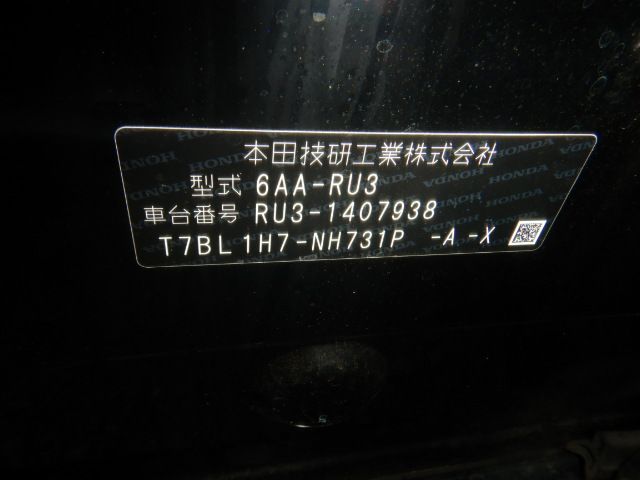 本田技研工業株式会社
型式 6AA-RU3
車台番号 RU3-1407938
T7BL 1H7-NH731P -A -X